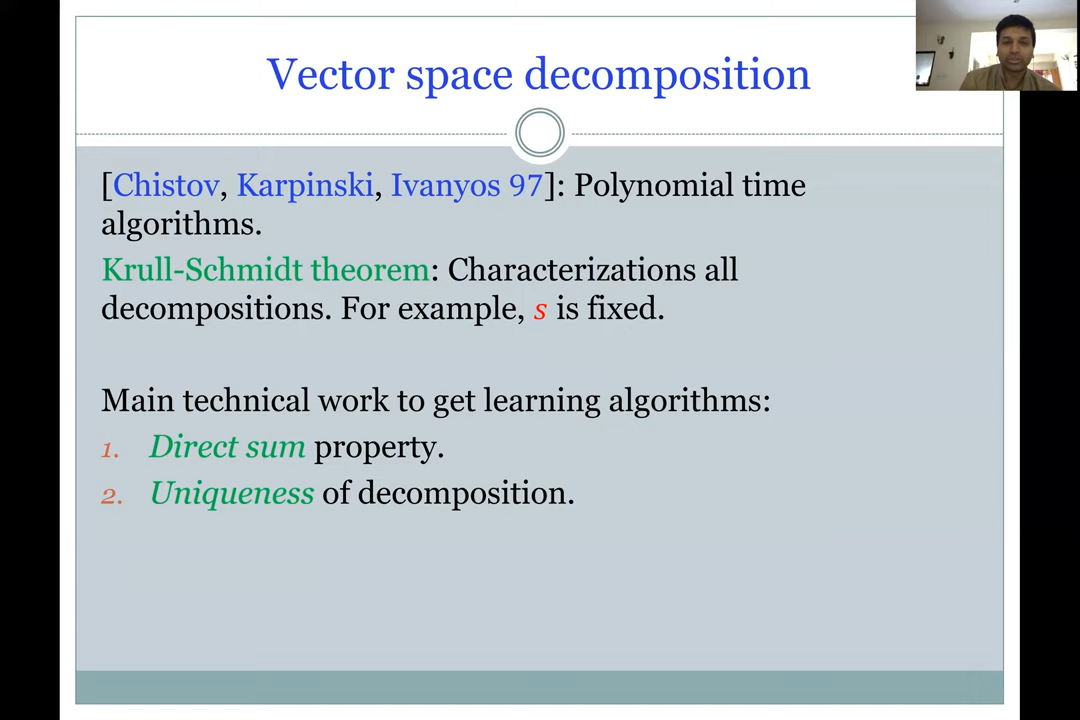 Vector space decomposition
[Chistov, Karpinski, Ivanyos 97]: Polynomial time
algorithms.
Krull-Schmidt theorem: Characterizations all
decompositions. For example, s is fixed.
Main technical work to get learning algorithms:
1. Direct sum property.
2. Uniqueness of decomposition.